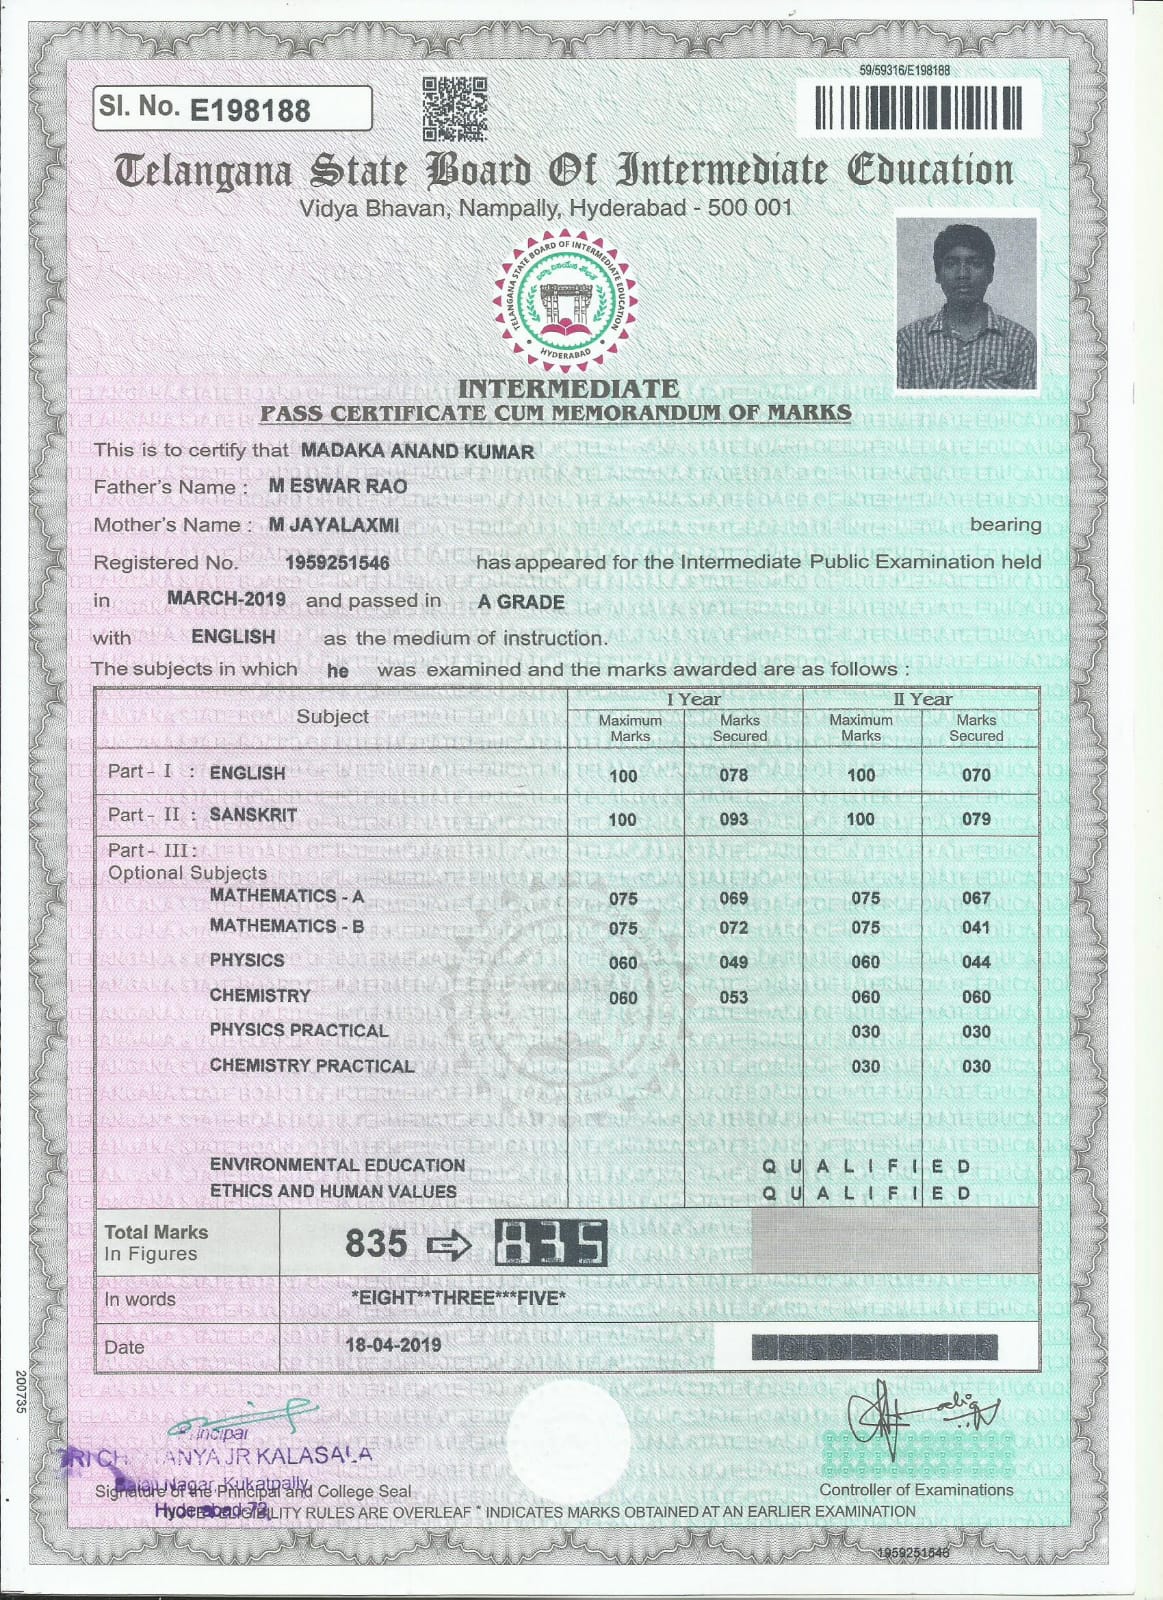 59/59316/E198188
Sl. No. E198188
Telangana State Board Of Intermediate Education
Vidya Bhavan, Nampally, Hyderabad - 500 001
TELANGANA STATE BOARD OF INTERMEDIATE EDUCATION
HYDERABAD
INTERMEDIATE
PASS CERTIFICATE CUM MEMORANDUM OF MARKS
This is to certify that MADAKA ANAND KUMAR
Father's Name : M ESWAR RAO
Mother's Name : M JAYALAXMI bearing
Registered No. 1959251546 has appeared for the Intermediate Public Examination held
in MARCH-2019 and passed in A GRADE
with ENGLISH as the medium of instruction.
The subjects in which he was examined and the marks awarded are as follows :
Subject I Year II Year
Maximum Marks Marks Secured Maximum Marks Marks Secured
Part - I : ENGLISH 100 078 100 070
Part - II : SANSKRIT 100 093 100 079
Part - III :
Optional Subjects
MATHEMATICS - A 075 069 075 067
MATHEMATICS - B 075 072 075 041
PHYSICS 060 049 060 044
CHEMISTRY 060 053 060 060
PHYSICS PRACTICAL 030 030
CHEMISTRY PRACTICAL 030 030
ENVIRONMENTAL EDUCATION QUALIFIED
ETHICS AND HUMAN VALUES QUALIFIED
Total Marks
In Figures 835 835
In words *EIGHT**THREE***FIVE*
Date 18-04-2019
200735
Principal
JR KALASALA
Nagar, Kukatpally,
Signature of the Principal and College Seal
Controller of Examinations
Hyderabad-72
ELIGIBILITY RULES ARE OVERLEAF * INDICATES MARKS OBTAINED AT AN EARLIER EXAMINATION
1959251546